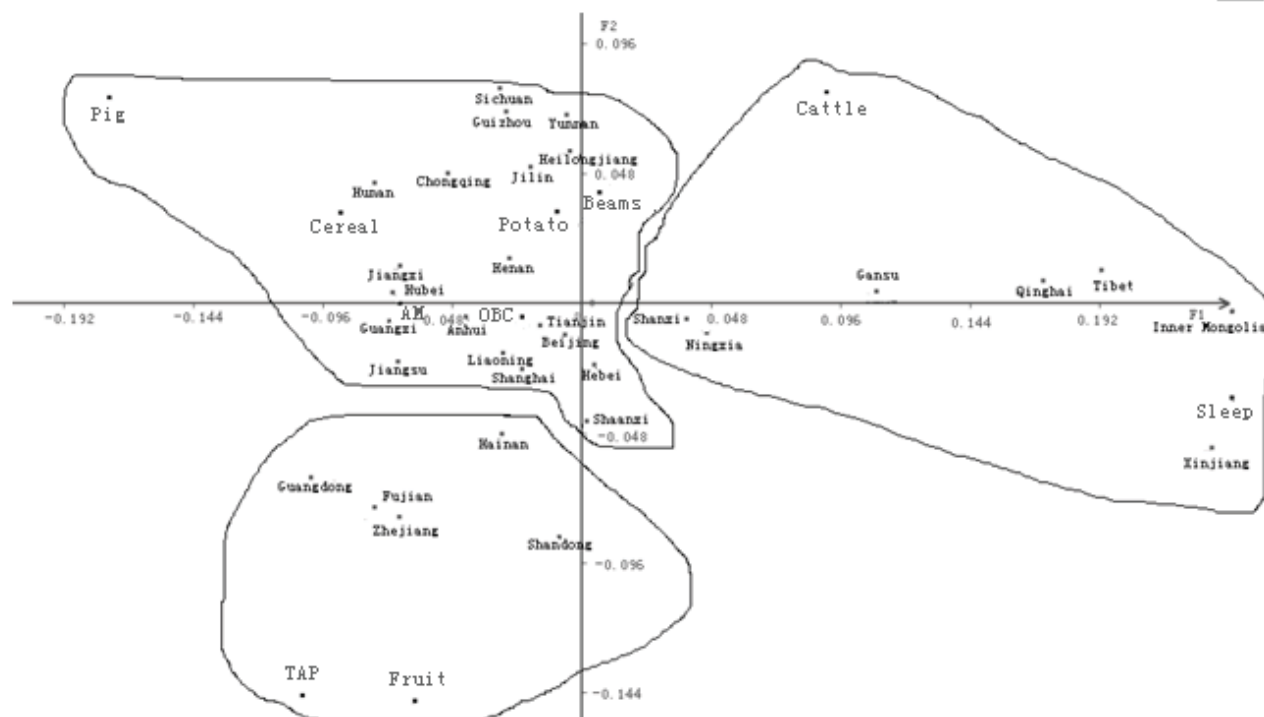 F2
0.096
Sichuan
Pig
Guizhou
Yunnan
Cattle
Heilongjiang
0.048
Hunan
Chongqing
Jilin
Beams
Cereal
Potato
Henan
Jiangxi
Gansu
Hubei
Qinghai
Tibet
-0.192
-0.144
-0.096
AM
-0.048
OBC
0.048
0.096
0.144
0.192
F1
Guangxi
Anhui
Tianjin
Shanxi
Inner Mongolia
Beijing
Ningxia
Jiangsu
Liaoning
Shanghai
Hebei
Shaanxi
Sleep
-0.048
Hainan
Xinjiang
Guangdong
Fujian
Zhejiang
Shandong
-0.096
TAP
Fruit
-0.144